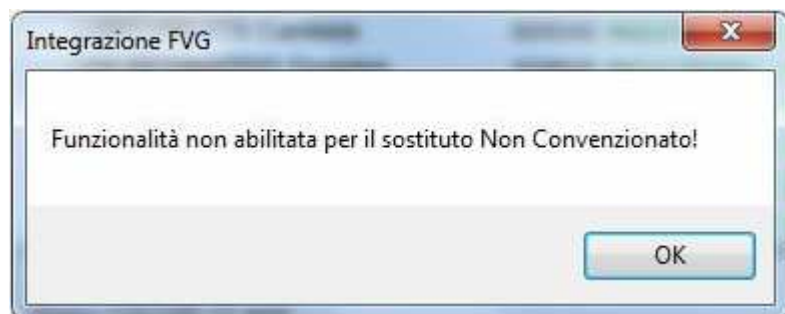 Integrazione FVG
Funzionalità non abilitata per il sostituto Non Convenzionato!
OK